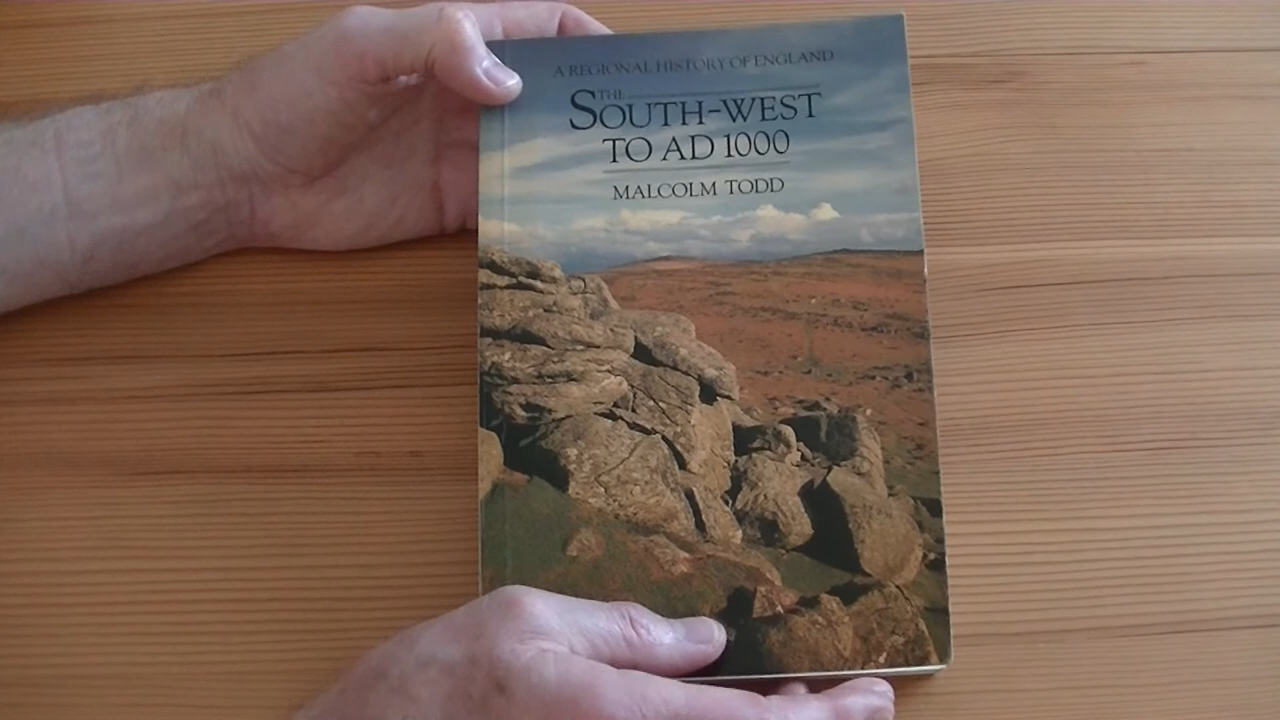 A REGIONAL HISTORY OF ENGLAND
THE
SOUTH-WEST
TO AD 1000
MALCOLM TODD